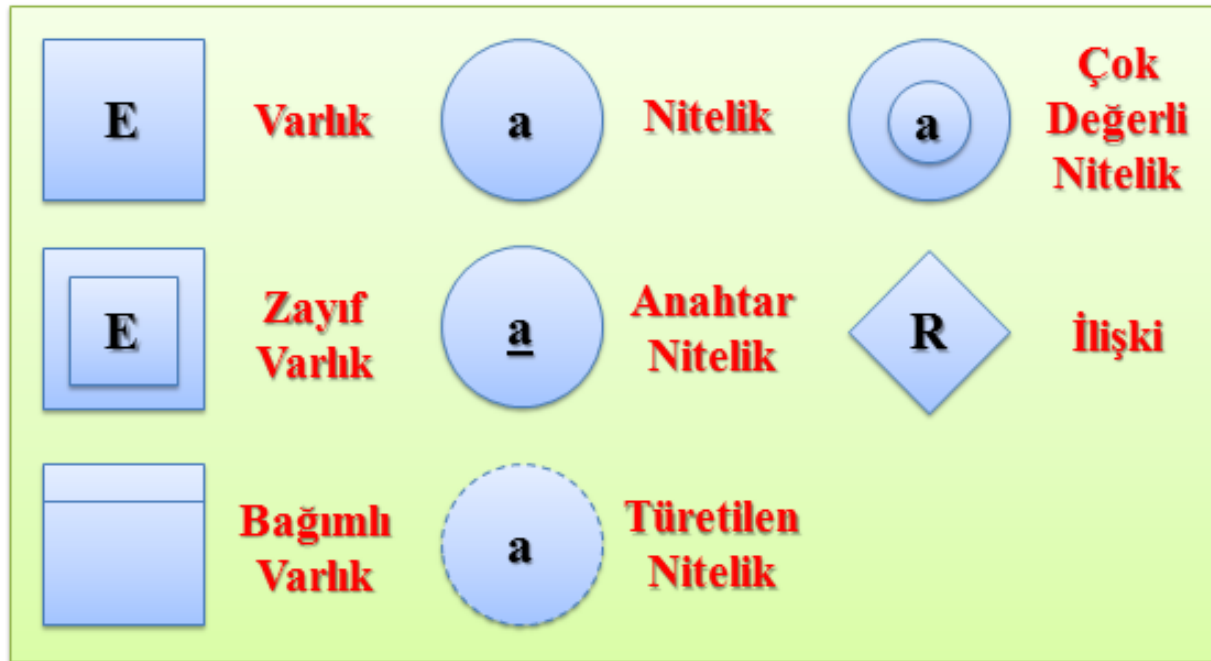 E
Varlık
a
Nitelik
a
Çok
Değerli
Nitelik
E
Zayıf
Varlık
a
Anahtar
Nitelik
R
İlişki
Bağımlı
Varlık
a
Türetilen
Nitelik